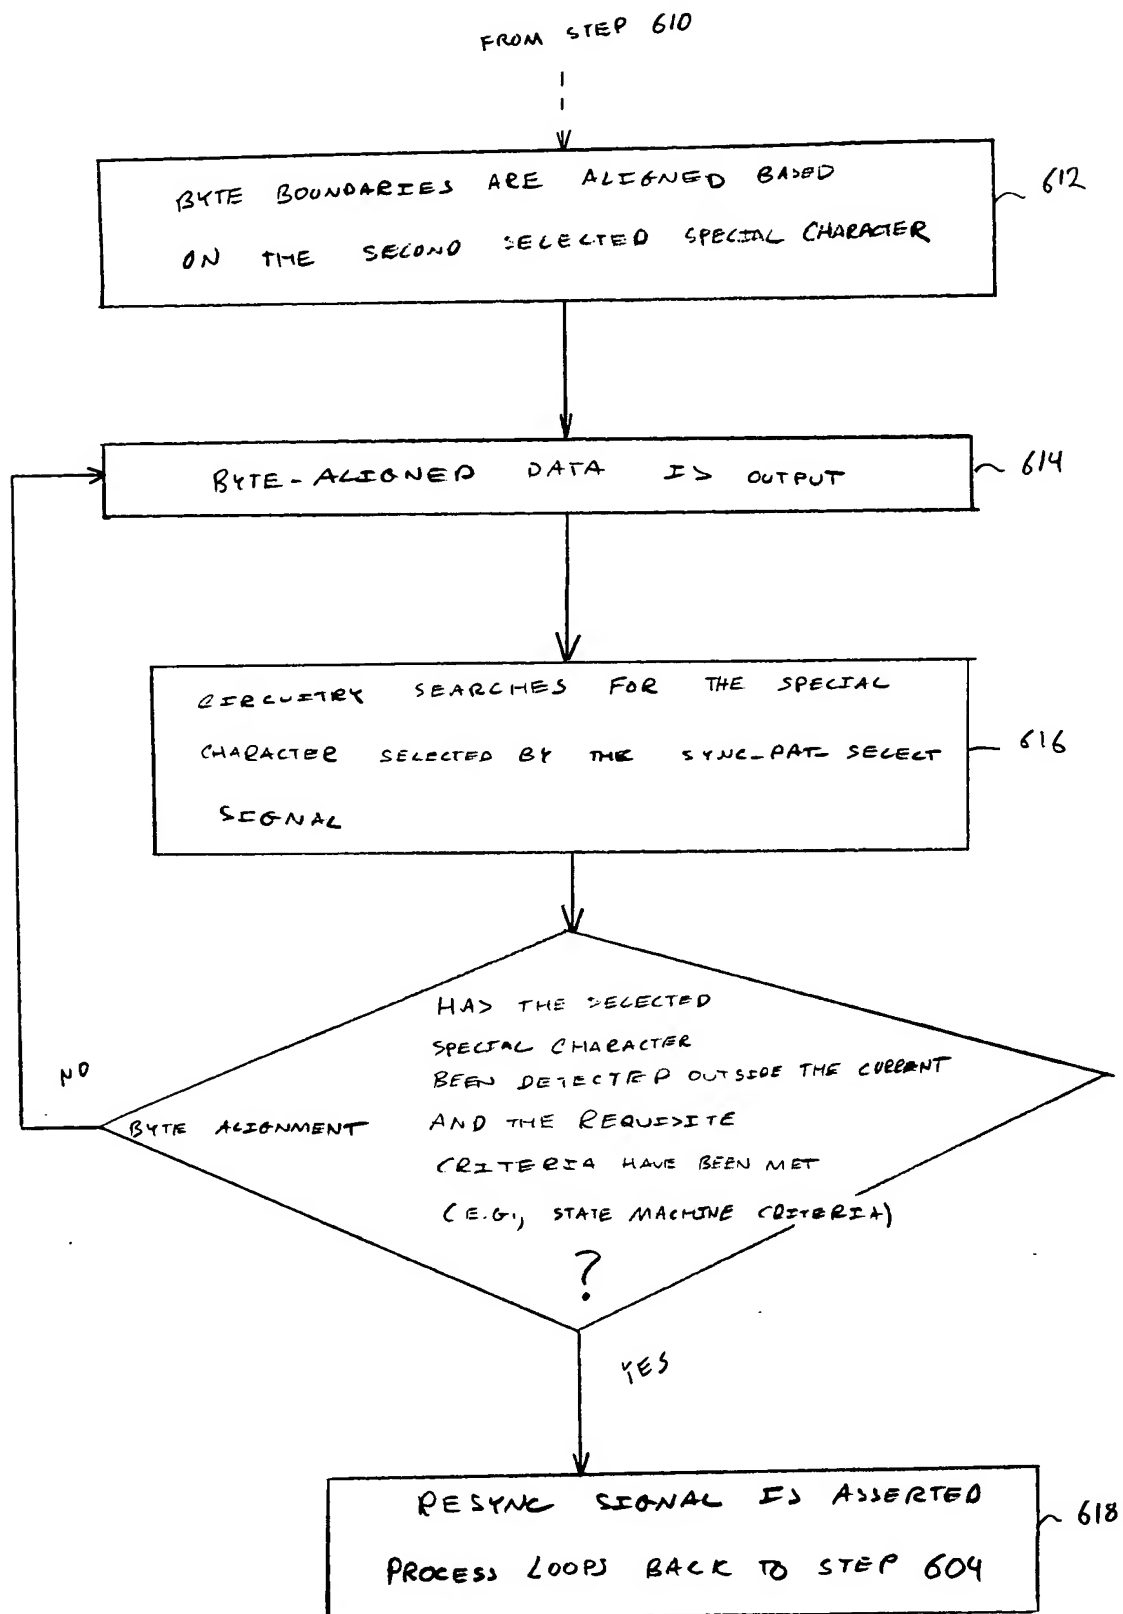 FROM STEP 610
BYTE BOUNDARIES ARE ALIGNED BASED
ON THE SECOND SELECTED SPECIAL CHARACTER
612
BYTE-ALIGNED DATA IS OUTPUT
614
CIRCUITRY SEARCHES FOR THE SPECIAL
CHARACTER SELECTED BY THE SYNC_PAT_SELECT
SIGNAL
616
HAS THE SELECTED
SPECIAL CHARACTER
BEEN DETECTED OUTSIDE THE CURRENT
BYTE ALIGNMENT AND THE REQUISITE
CRITERIA HAVE BEEN MET
(E.G., STATE MACHINE CRITERIA)
?
NO
YES
RESYNC SIGNAL IS ASSERTED
PROCESS LOOPS BACK TO STEP 604
618